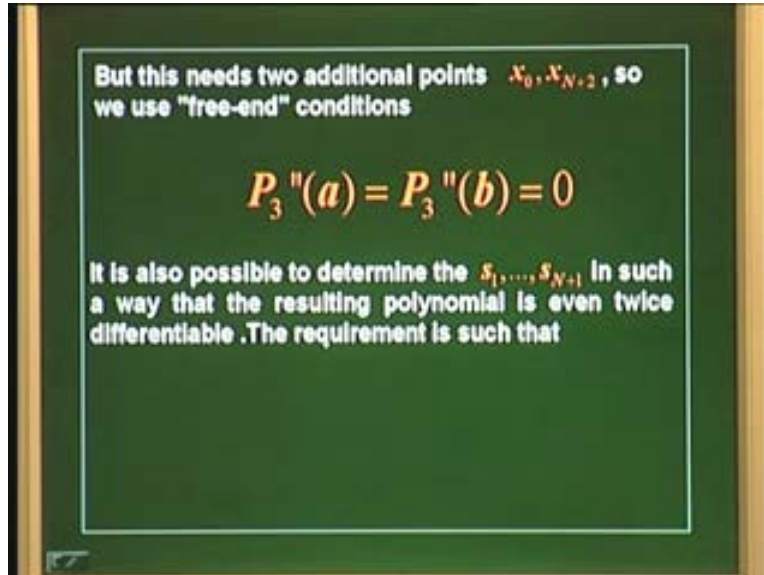 But this needs two additional points x₀, x_{N+2}, so
we use "free-end" conditions
P₃"(a) = P₃"(b) = 0
It is also possible to determine the s₁,..., s_{N+1} in such
a way that the resulting polynomial is even twice
differentiable .The requirement is such that